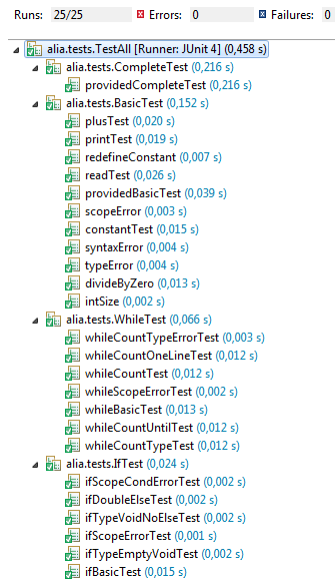 Runs: 25/25 Errors: 0 Failures: 0
alia.tests.TestAll [Runner: JUnit 4] (0,458 s)
alia.tests.CompleteTest (0,216 s)
providedCompleteTest (0,216 s)
alia.tests.BasicTest (0,152 s)
plusTest (0,020 s)
printTest (0,019 s)
redefineConstant (0,007 s)
readTest (0,026 s)
providedBasicTest (0,039 s)
scopeError (0,003 s)
constantTest (0,015 s)
syntaxError (0,004 s)
typeError (0,004 s)
divideByZero (0,013 s)
intSize (0,002 s)
alia.tests.WhileTest (0,066 s)
whileCountTypeErrorTest (0,003 s)
whileCountOneLineTest (0,012 s)
whileCountTest (0,012 s)
whileScopeErrorTest (0,002 s)
whileBasicTest (0,013 s)
whileCountUntilTest (0,012 s)
whileCountTypeTest (0,012 s)
alia.tests.IfTest (0,024 s)
ifScopeCondErrorTest (0,002 s)
ifDoubleElseTest (0,002 s)
ifTypeVoidNoElseTest (0,002 s)
ifScopeErrorTest (0,001 s)
ifTypeEmptyVoidTest (0,002 s)
ifBasicTest (0,015 s)